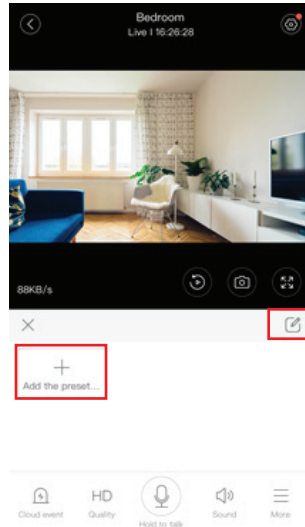 Bedroom
Live I 16:26:28
88KB/s
Add the preset...
HD
Cloud event Quality Hold to talk Sound More